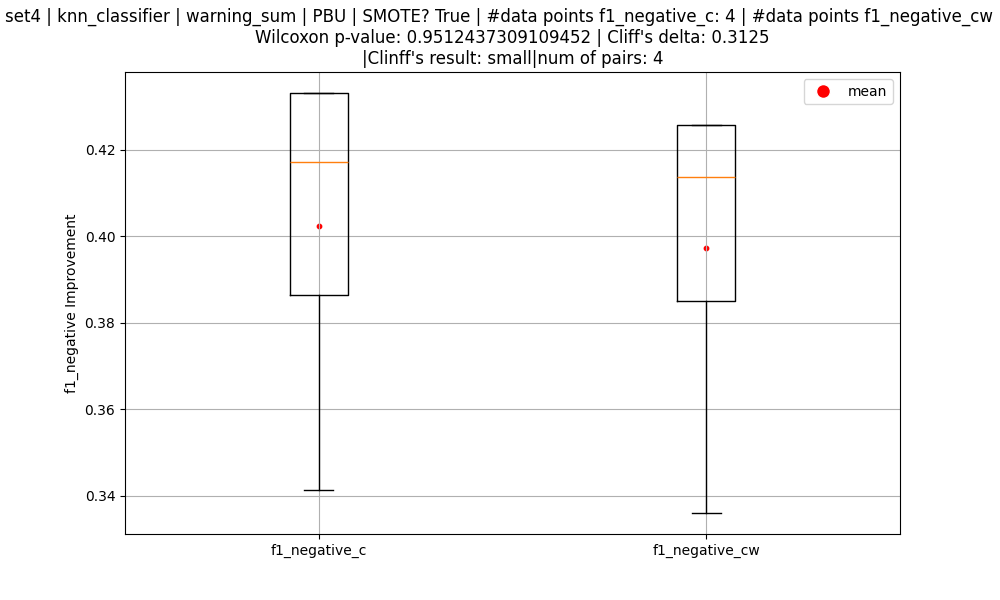 set4 | knn_classifier | warning_sum | PBU | SMOTE? True | #data points f1_negative_c: 4 | #data points f1_negative_cw
Wilcoxon p-value: 0.9512437309109452 | Cliff's delta: 0.3125
|Clinff's result: small|num of pairs: 4
mean
0.42
0.40
0.38
0.36
0.34
f1_negative Improvement
f1_negative_c
f1_negative_cw